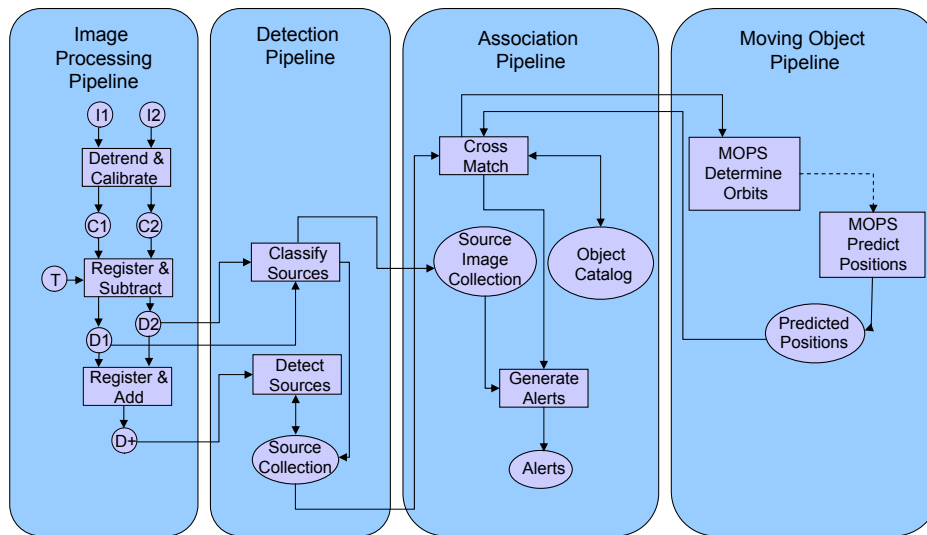 Image
Processing
Pipeline
I1
I2
Detrend &
Calibrate
C1
C2
T
Register &
Subtract
D1
D2
Register &
Add
D+
Detection
Pipeline
Classify
Sources
Detect
Sources
Source
Collection
Association
Pipeline
Cross
Match
Source
Image
Collection
Object
Catalog
Generate
Alerts
Alerts
Moving Object
Pipeline
MOPS
Determine
Orbits
MOPS
Predict
Positions
Predicted
Positions